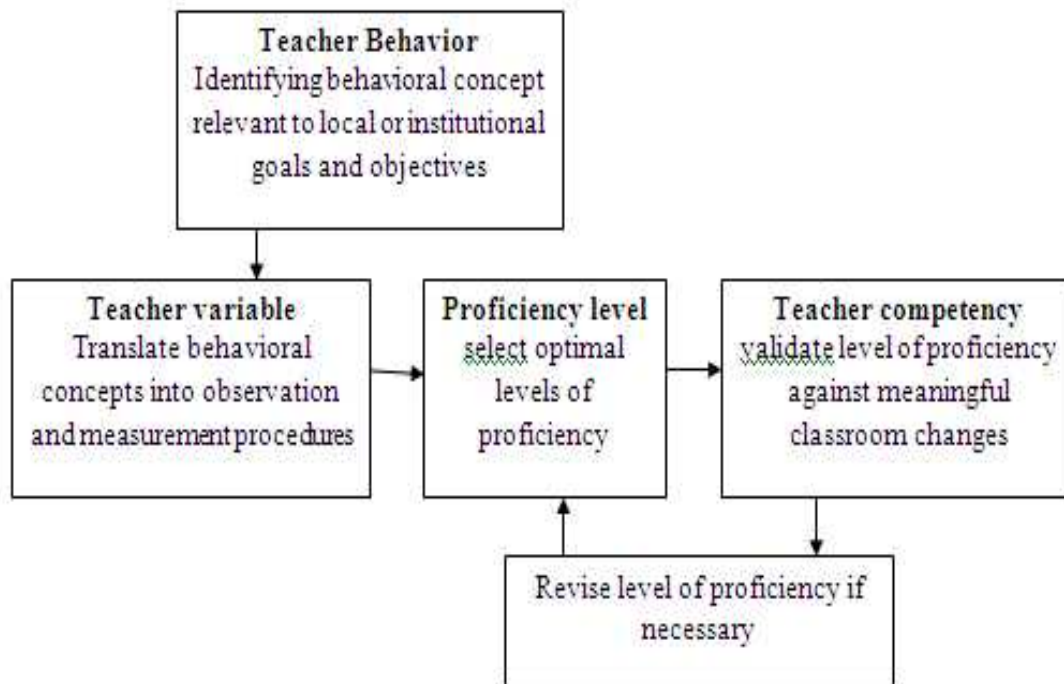 Teacher Behavior
Identifying behavioral concept
relevant to local or institutional
goals and objectives
Teacher variable
Translate behavioral
concepts into observation
and measurement procedures
Proficiency level
select optimal
levels of
proficiency
Teacher competency
validate level of proficiency
against meaningful
classroom changes
Revise level of proficiency if
necessary